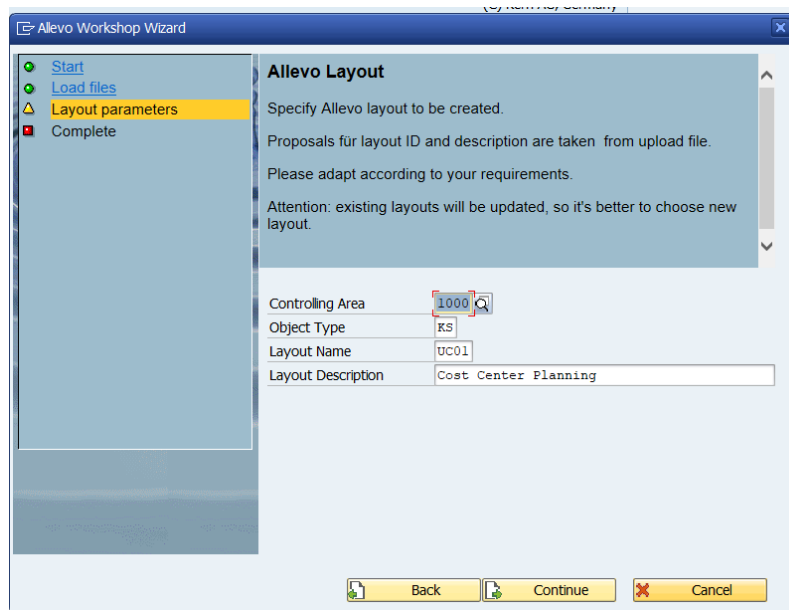 (C) Kern AG, Germany
Allevo Workshop Wizard
Start
Load files
Layout parameters
Complete
Allevo Layout
Specify Allevo layout to be created.
Proposals für layout ID and description are taken from upload file.
Please adapt according to your requirements.
Attention: existing layouts will be updated, so it's better to choose new
layout.
Controlling Area 1000
Object Type KS
Layout Name UC01
Layout Description Cost Center Planning
Back Continue Cancel